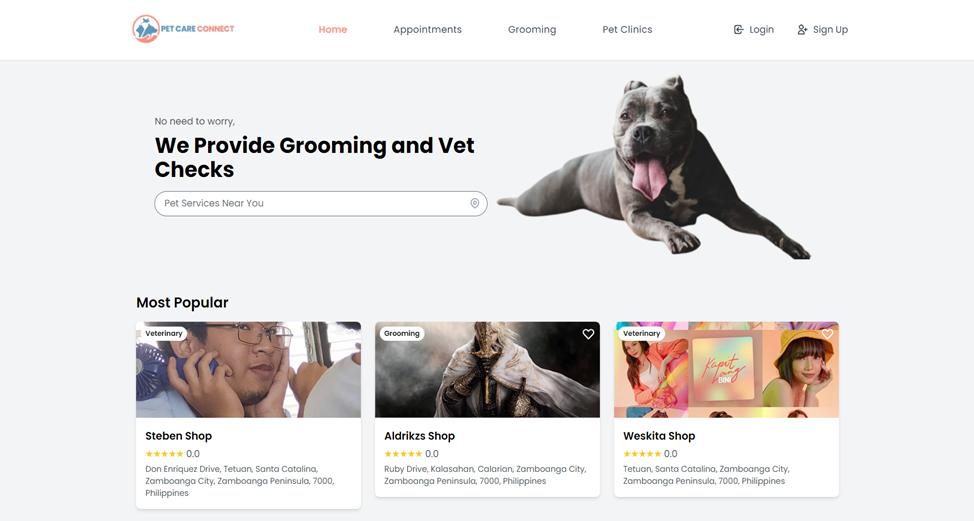 PET CARE CONNECT
Home
Appointments
Grooming
Pet Clinics
Login
Sign Up
No need to worry,
We Provide Grooming and Vet
Checks
Pet Services Near You
Most Popular
Veterinary
Steben Shop
★★★★★ 0.0
Don Enriquez Drive, Tetuan, Santa Catalina,
Zamboanga City, Zamboanga Peninsula, 7000,
Philippines
Grooming
Aldrikzs Shop
★★★★★ 0.0
Ruby Drive, Kalasahan, Calarian, Zamboanga City,
Zamboanga Peninsula, 7000, Philippines
Veterinary
Kaput
Lang
BINI
Weskita Shop
★★★★★ 0.0
Tetuan, Santa Catalina, Zamboanga City,
Zamboanga Peninsula, 7000, Philippines